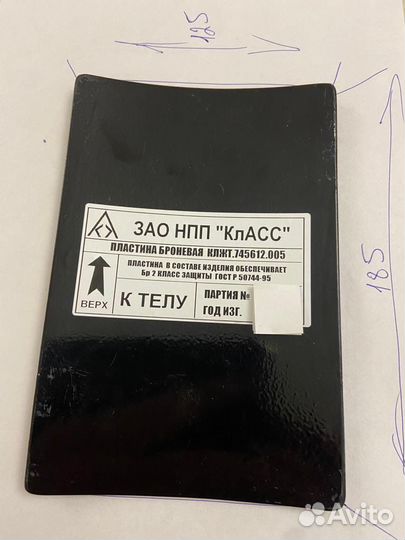 125
ЗАО НПП "КлАСС"
ПЛАСТИНА БРОНЕВАЯ КЛЖТ.745612.005
ПЛАСТИНА В СОСТАВЕ ИЗДЕЛИЯ ОБЕСПЕЧИВАЕТ
Бр 2 КЛАСС ЗАЩИТЫ ГОСТ Р 50744-95
ВЕРХ
К ТЕЛУ
ПАРТИЯ №
ГОД ИЗГ.
185
Avito